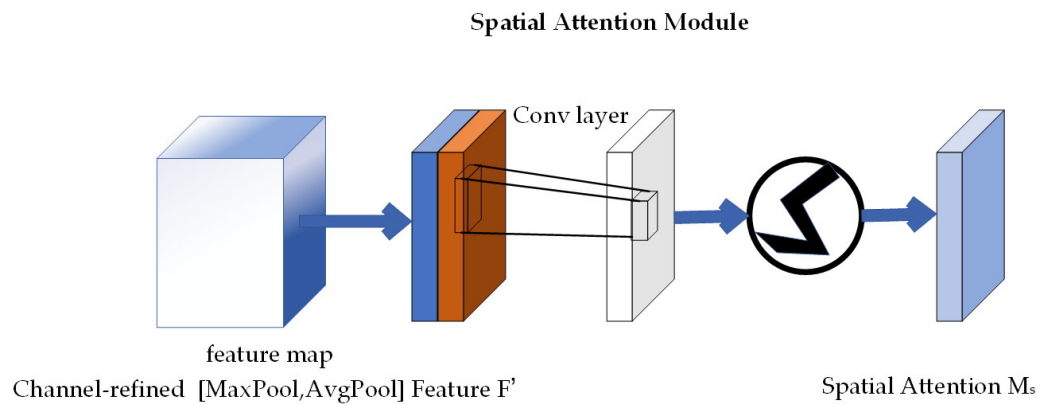 Spatial Attention Module
Conv layer
feature map
Channel-refined [MaxPool,AvgPool] Feature F’
Spatial Attention Ms